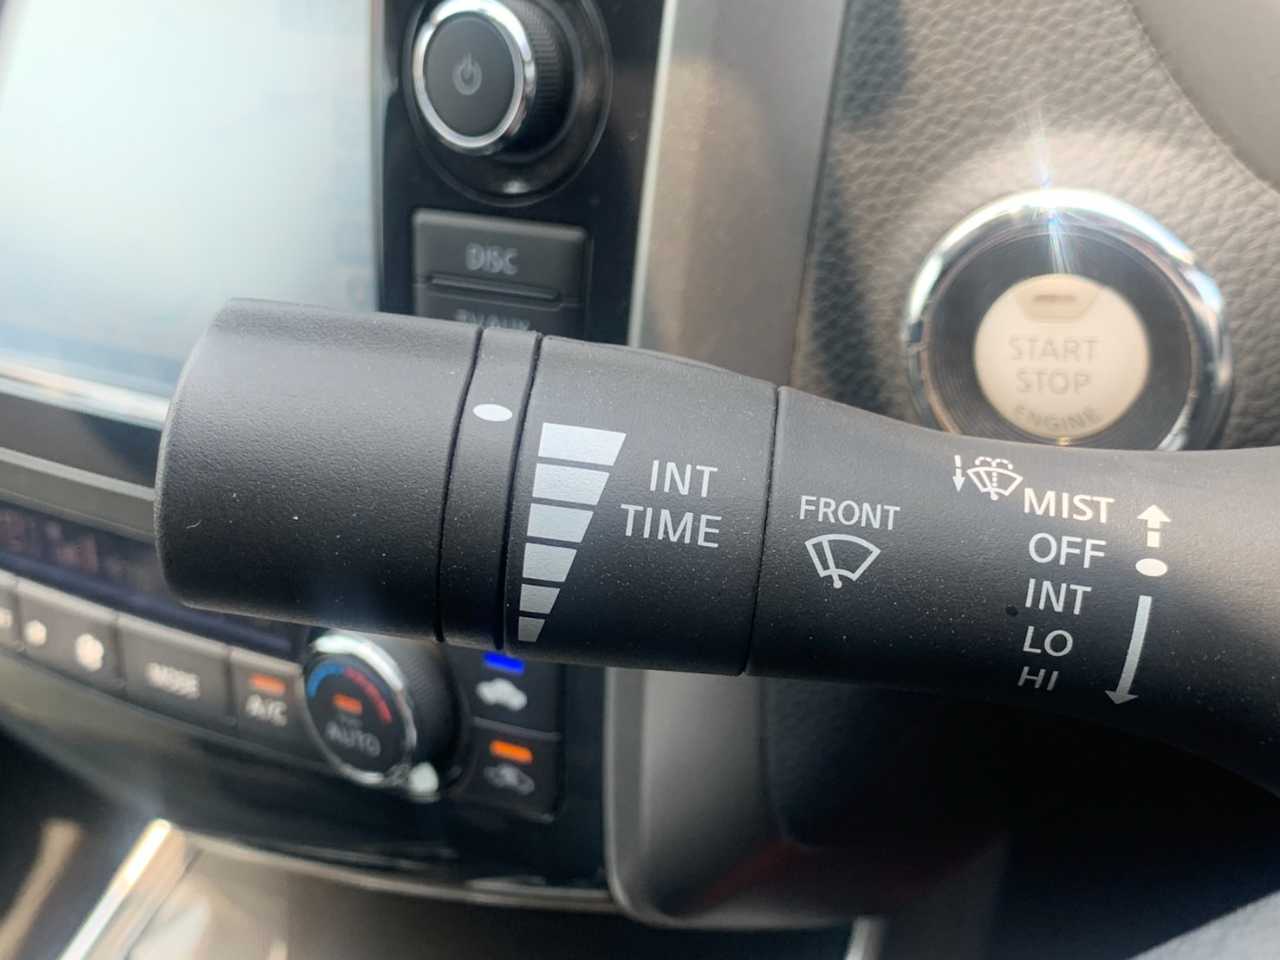 DISC
INT
TIME
FRONT
MIST
OFF
INT
LO
HI
START
STOP
ENGINE
MODE
A/C
AUTO